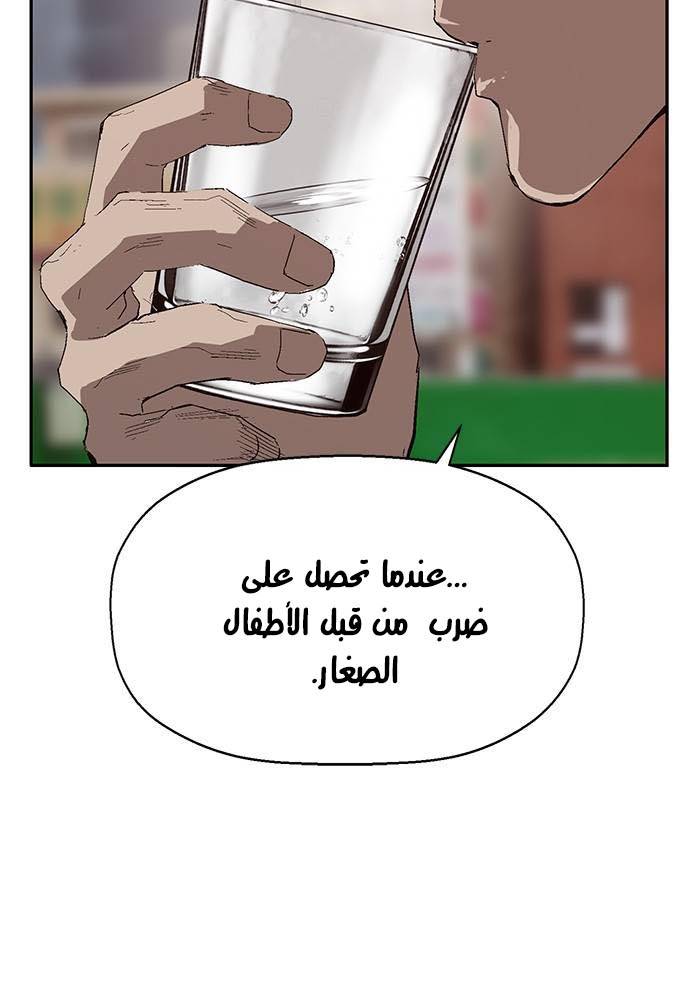 ...عندما تحصل على
ضرب من قبل الأطفال
الصغار.